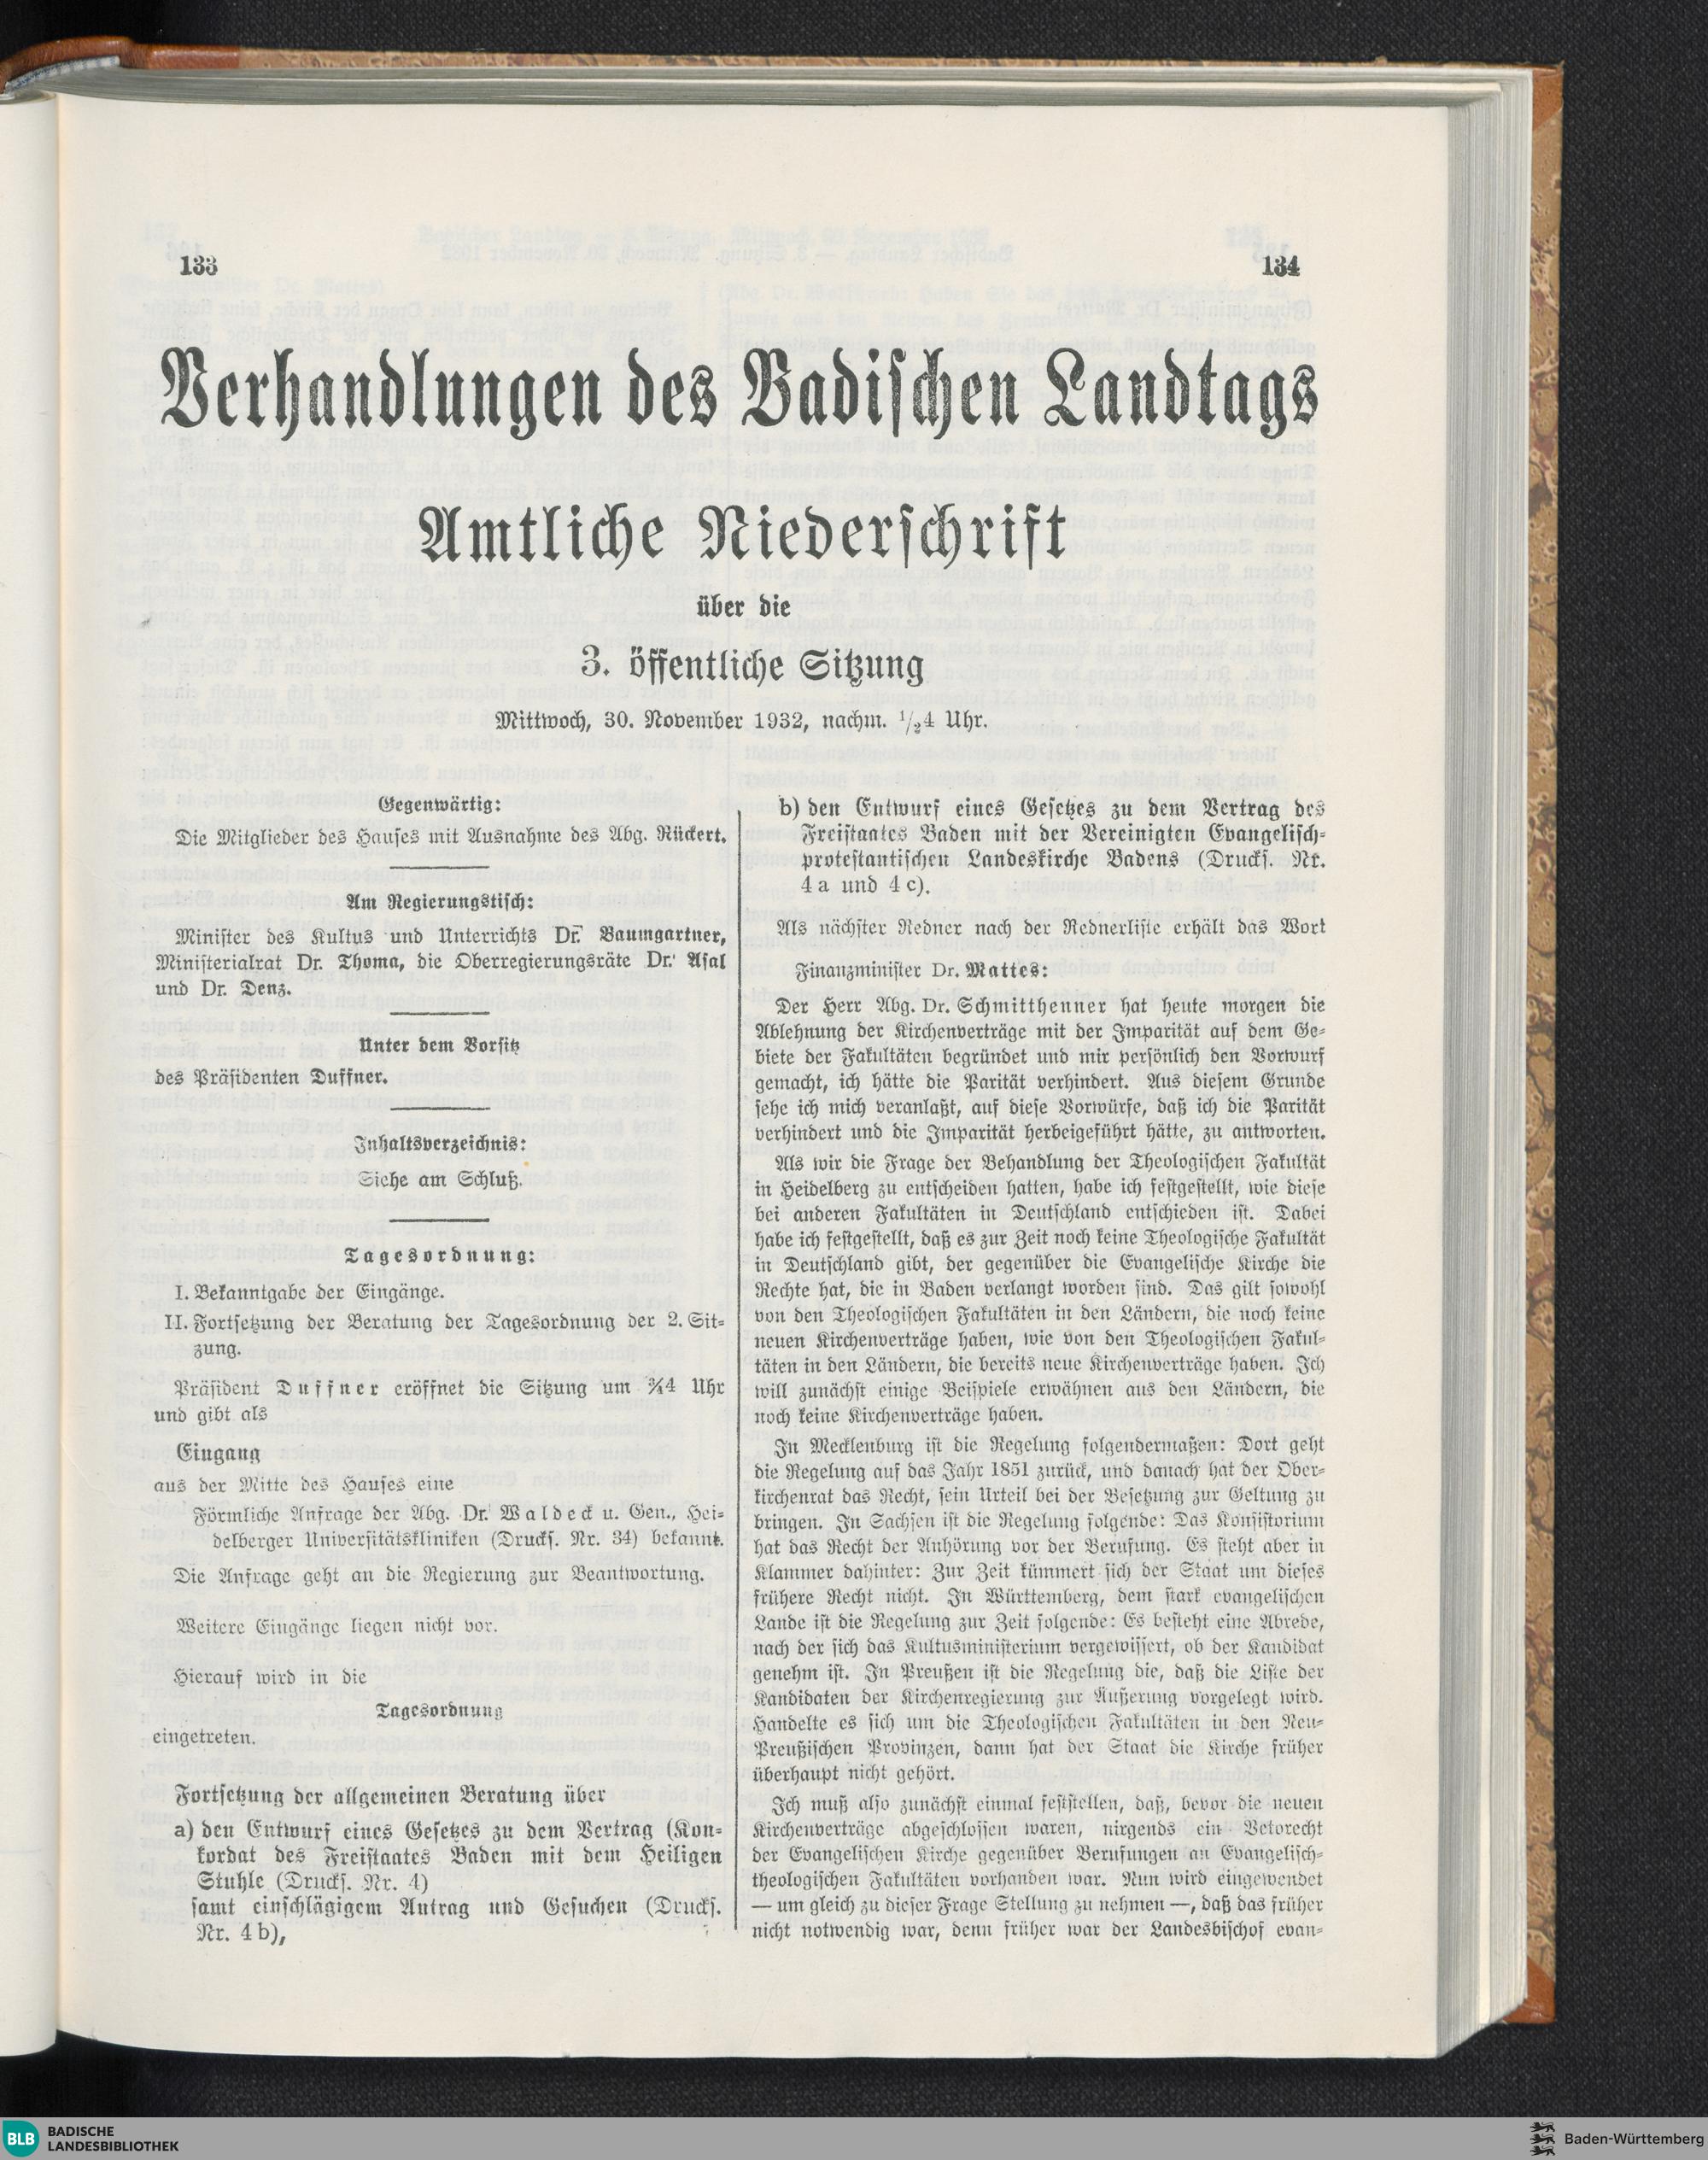 133
134
Verhandlungen des Badischen Landtags
Amtliche Niederschrift
über die
3. öffentliche Sitzung
Mittwoch, 30. November 1932, nachm. 1/2 4 Uhr.
Gegenwärtig:
Die Mitglieder des Hauses mit Ausnahme des Abg. Rückert.
Am Regierungstisch:
Minister des Kultus und Unterrichts Dr. Baumgartner,
Ministerialrat Dr. Thoma, die Oberregierungsräte Dr. Asal
und Dr. Denz.
Unter dem Vorsitz
des Präsidenten Duffner.
Inhaltsverzeichnis:
Siehe am Schluß.
Tagesordnung:
I. Bekanntgabe der Eingänge.
II. Fortsetzung der Beratung der Tagesordnung der 2. Sit-
zung.
Präsident Duffner eröffnet die Sitzung um ¾4 Uhr
und gibt als
Eingang
aus der Mitte des Hauses eine
Förmliche Anfrage der Abg. Dr. Waldeck u. Gen., Hei-
delberger Universitätskliniken (Drucks. Nr. 34) bekannt.
Die Anfrage geht an die Regierung zur Beantwortung.
Weitere Eingänge liegen nicht vor.
Hierauf wird in die
Tagesordnung
eingetreten.
Fortsetzung der allgemeinen Beratung über
a) den Entwurf eines Gesetzes zu dem Vertrag (Kon-
kordat des Freistaates Baden mit dem Heiligen
Stuhle (Drucks. Nr. 4)
samt einschlägigem Antrag und Gesuchen (Drucks.
Nr. 4 b),
b) den Entwurf eines Gesetzes zu dem Vertrag des
Freistaates Baden mit der Vereinigten Evangelisch-
protestantischen Landeskirche Badens (Drucks. Nr.
4 a und 4 c).
Als nächster Redner nach der Rednerliste erhält das Wort
Finanzminister Dr. Mattes:
Der Herr Abg. Dr. Schmitthenner hat heute morgen die
Ablehnung der Kirchenverträge mit der Imparität auf dem Ge-
biete der Fakultäten begründet und mir persönlich den Vorwurf
gemacht, ich hätte die Parität verhindert. Aus diesem Grunde
sehe ich mich veranlaßt, auf diese Vorwürfe, daß ich die Parität
verhindert und die Imparität herbeigeführt hätte, zu antworten.
Als wir die Frage der Behandlung der Theologischen Fakultät
in Heidelberg zu entscheiden hatten, habe ich festgestellt, wie diese
bei anderen Fakultäten in Deutschland entschieden ist. Dabei
habe ich festgestellt, daß es zur Zeit noch keine Theologische Fakultät
in Deutschland gibt, der gegenüber die Evangelische Kirche die
Rechte hat, die in Baden verlangt worden sind. Das gilt sowohl
von den Theologischen Fakultäten in den Ländern, die noch keine
neuen Kirchenverträge haben, wie von den Theologischen Fakul-
täten in den Ländern, die bereits neue Kirchenverträge haben. Ich
will zunächst einige Beispiele erwähnen aus den Ländern, die
noch keine Kirchenverträge haben.
In Mecklenburg ist die Regelung folgendermaßen: Dort geht
die Regelung auf das Jahr 1851 zurück, und danach hat der Ober-
kirchenrat das Recht, sein Urteil bei der Besetzung zur Geltung zu
bringen. In Sachsen ist die Regelung folgende: Das Konsistorium
hat das Recht der Anhörung vor der Berufung. Es steht aber in
Klammer dahinter: Zur Zeit kümmert sich der Staat um dieses
frühere Recht nicht. In Württemberg, dem stark evangelischen
Lande ist die Regelung zur Zeit folgende: Es besteht eine Abrede,
nach der sich das Kultusministerium vergewissert, ob der Kandidat
genehm ist. In Preußen ist die Regelung die, daß die Liste der
Kandidaten der Kirchenregierung zur Äußerung vorgelegt wird.
Handelte es sich um die Theologischen Fakultäten in den Neu-
Preußischen Provinzen, dann hat der Staat die Kirche früher
überhaupt nicht gehört.
Ich muß also zunächst einmal feststellen, daß, bevor die neuen
Kirchenverträge abgeschlossen waren, nirgends ein Vetorecht
der Evangelischen Kirche gegenüber Berufungen an Evangelisch-
theologischen Fakultäten vorhanden war. Nun wird eingewendet
— um gleich zu dieser Frage Stellung zu nehmen —, daß das früher
nicht notwendig war, denn früher war der Landesbischof evan-
BLB
BADISCHE
LANDESBIBLIOTHEK
Baden-Württemberg